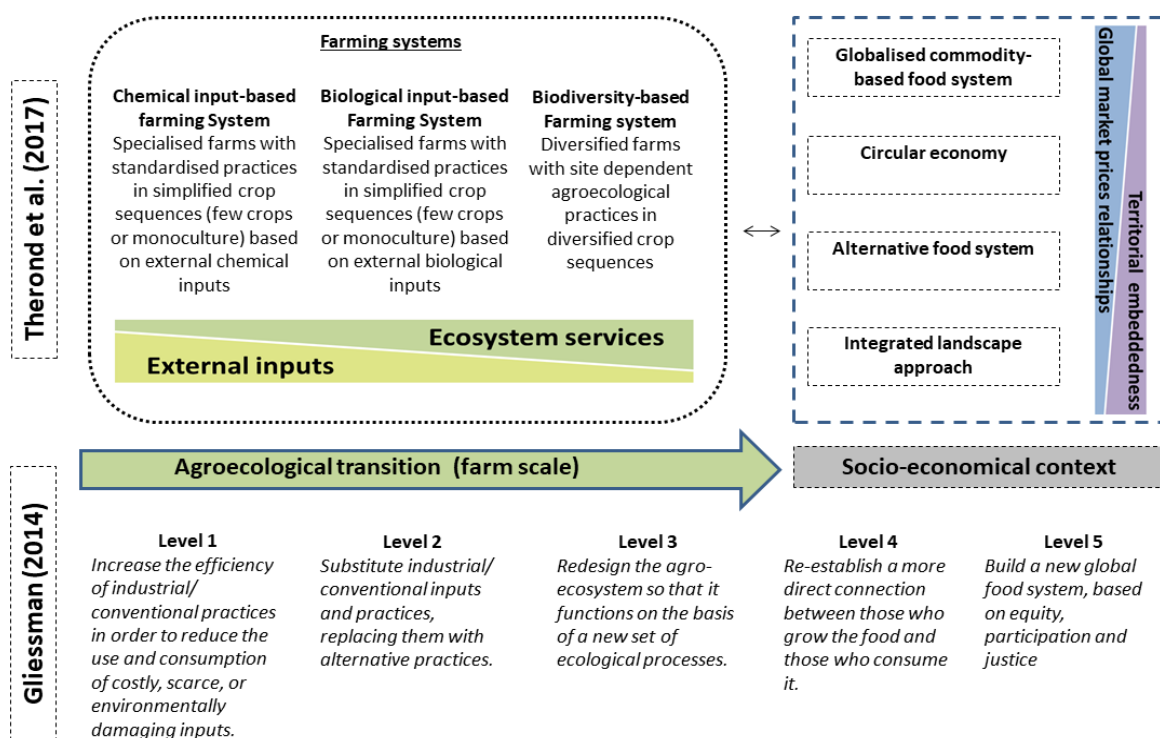 Therond et al. (2017)
Farming systems
Chemical input-based
farming System
Specialised farms with
standardised practices
in simplified crop
sequences (few crops
or monoculture) based
on external chemical
inputs
Biological input-based
Farming System
Specialised farms with
standardised practices
in simplified crop
sequences (few crops
or monoculture) based
on external biological
inputs
Biodiversity-based
Farming system
Diversified farms
with site dependent
agroecological
practices in
diversified crop
sequences
Ecosystem services
External inputs
Globalised commodity-
based food system
Circular economy
Alternative food system
Integrated landscape
approach
Global market prices relationships
Territorial embeddedness
Agroecological transition (farm scale)
Socio-economical context
Gliessman (2014)
Level 1
Increase the efficiency
of industrial/
conventional practices
in order to reduce the
use and consumption
of costly, scarce, or
environmentally
damaging inputs.
Level 2
Substitute industrial/
conventional inputs
and practices,
replacing them with
alternative practices.
Level 3
Redesign the agro-
ecosystem so that it
functions on the basis
of a new set of
ecological processes.
Level 4
Re-establish a more
direct connection
between those who
grow the food and
those who consume
it.
Level 5
Build a new global
food system, based
on equity,
participation and
justice